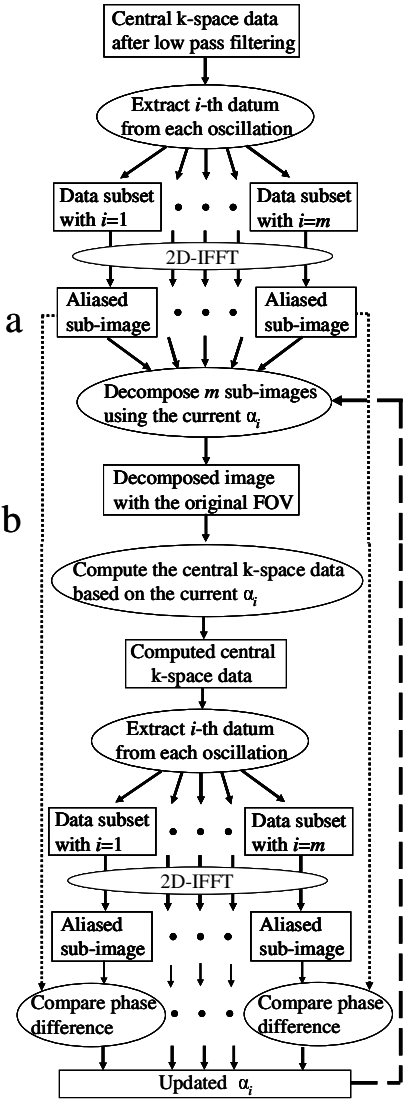 Central k-space data
after low pass filtering
Extract i-th datum
from each oscillation
Data subset
with i=1
Data subset
with i=m
2D-IFFT
a
Aliased
sub-image
Aliased
sub-image
Decompose m sub-images
using the current αi
Decomposed image
with the original FOV
b
Compute the central k-space data
based on the current αi
Computed central
k-space data
Extract i-th datum
from each oscillation
Data subset
with i=1
Data subset
with i=m
2D-IFFT
Aliased
sub-image
Aliased
sub-image
Compare phase
difference
Compare phase
difference
Updated αi